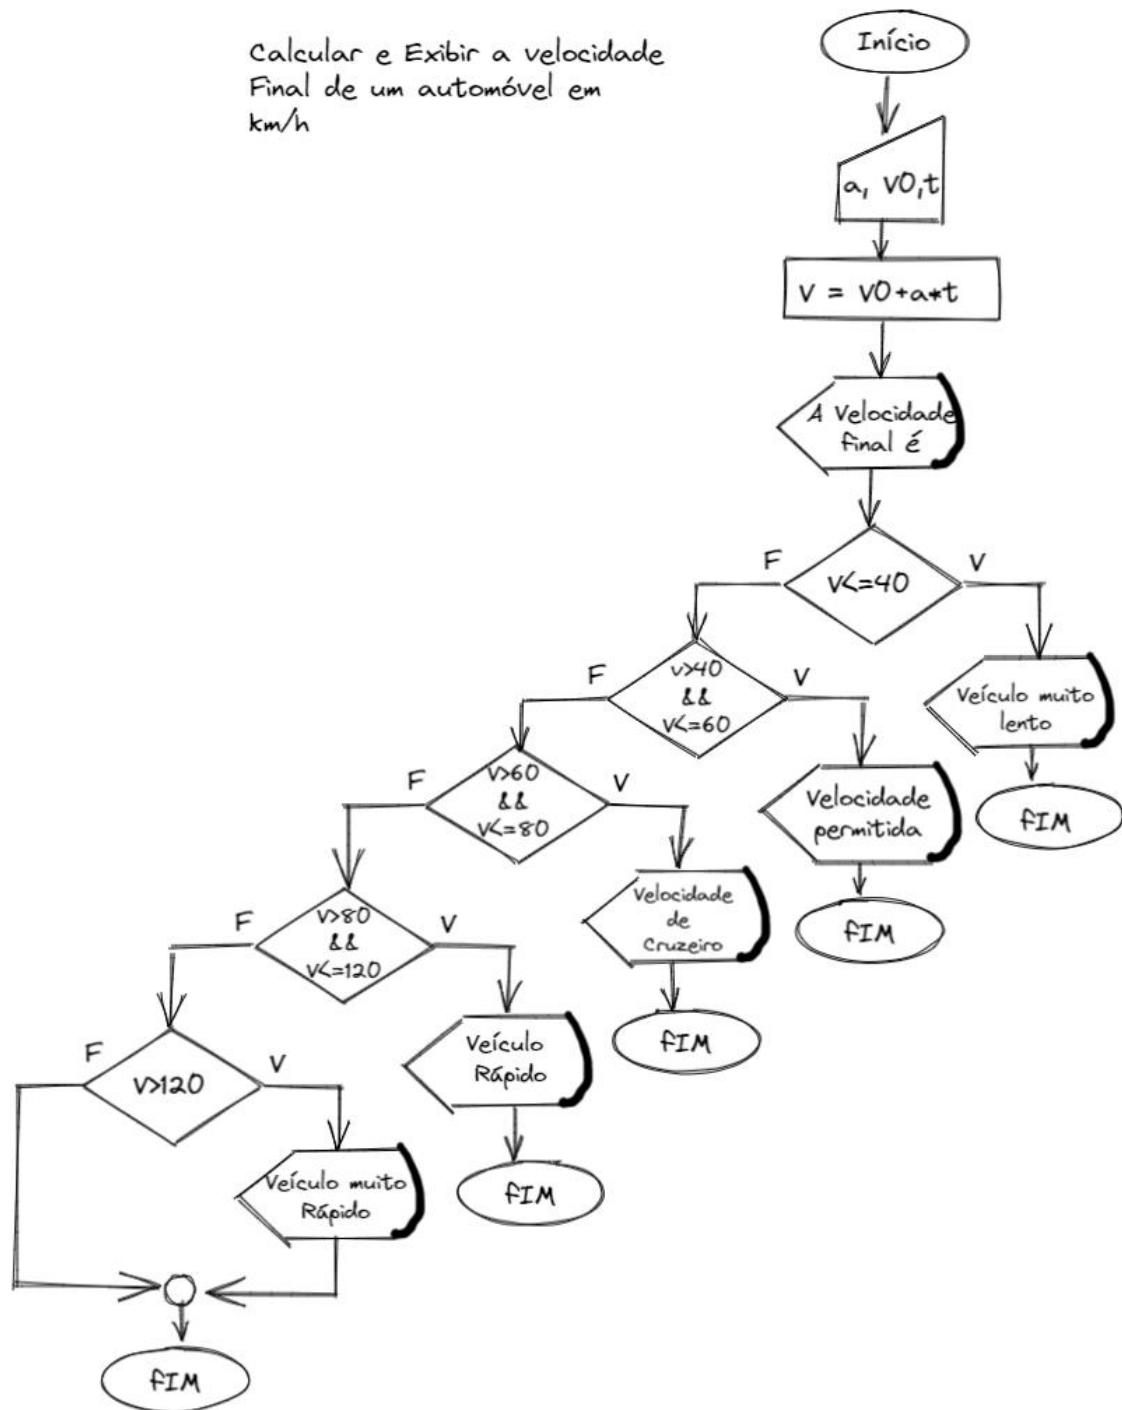 Calcular e Exibir a velocidade
Final de um automóvel em
km/h
Início
a, VO,t
V = VO+a*t
A Velocidade
final é
F
V<=40
V
F
v>40
&&
v<=60
V
Veículo muito
lento
FIM
F
v>60
&&
v<=80
V
Velocidade
permitida
FIM
F
v>80
&&
v<=120
V
Velocidade
de
Cruzeiro
FIM
F
V>120
V
Veículo
Rápido
FIM
Veículo muito
Rápido
FIM